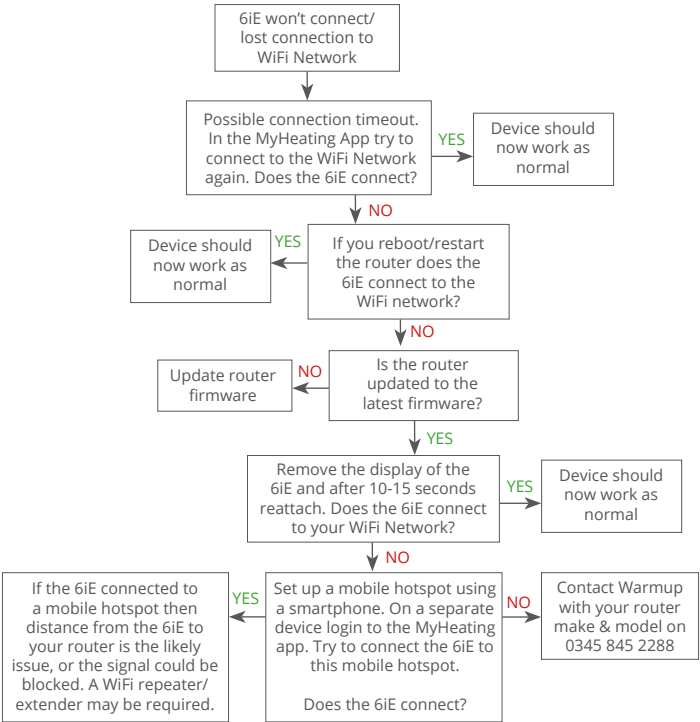 6iE won't connect/
lost connection to
WiFi Network
Possible connection timeout.
In the MyHeating App try to
connect to the WiFi Network
again. Does the 6iE connect?
YES
Device should
now work as
normal
NO
If you reboot/restart
the router does the
6iE connect to the
WiFi network?
YES
Device should
now work as
normal
NO
Is the router
updated to the
latest firmware?
NO
Update router
firmware
YES
Remove the display of the
6iE and after 10-15 seconds
reattach. Does the 6iE connect
to your WiFi Network?
YES
Device should
now work as
normal
NO
Set up a mobile hotspot using
a smartphone. On a separate
device login to the MyHeating
app. Try to connect the 6iE to
this mobile hotspot.
Does the 6iE connect?
YES
If the 6iE connected to
a mobile hotspot then
distance from the 6iE to
your router is the likely
issue, or the signal could be
blocked. A WiFi repeater/
extender may be required.
NO
Contact Warmup
with your router
make & model on
0345 845 2288